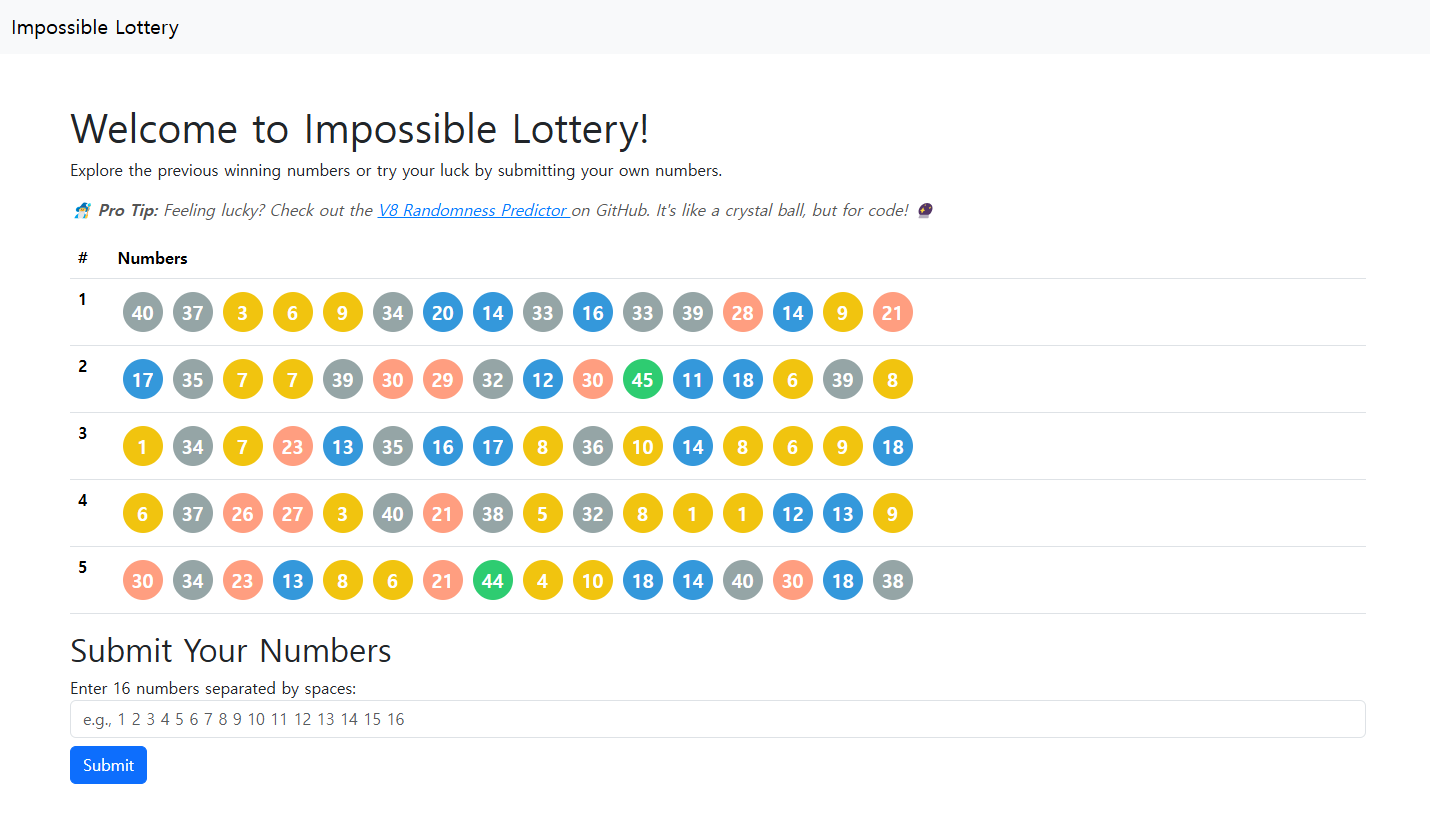 Impossible Lottery
Welcome to Impossible Lottery!
Explore the previous winning numbers or try your luck by submitting your own numbers.
Pro Tip: Feeling lucky? Check out the V8 Randomness Predictor on GitHub. It's like a crystal ball, but for code!
# Numbers
1 40 37 3 6 9 34 20 14 33 16 33 39 28 14 9 21
2 17 35 7 7 39 30 29 32 12 30 45 11 18 6 39 8
3 1 34 7 23 13 35 16 17 8 36 10 14 8 6 9 18
4 6 37 26 27 3 40 21 38 5 32 8 1 1 12 13 9
5 30 34 23 13 8 6 21 44 4 10 18 14 40 30 18 38
Submit Your Numbers
Enter 16 numbers separated by spaces:
e.g., 1 2 3 4 5 6 7 8 9 10 11 12 13 14 15 16
Submit